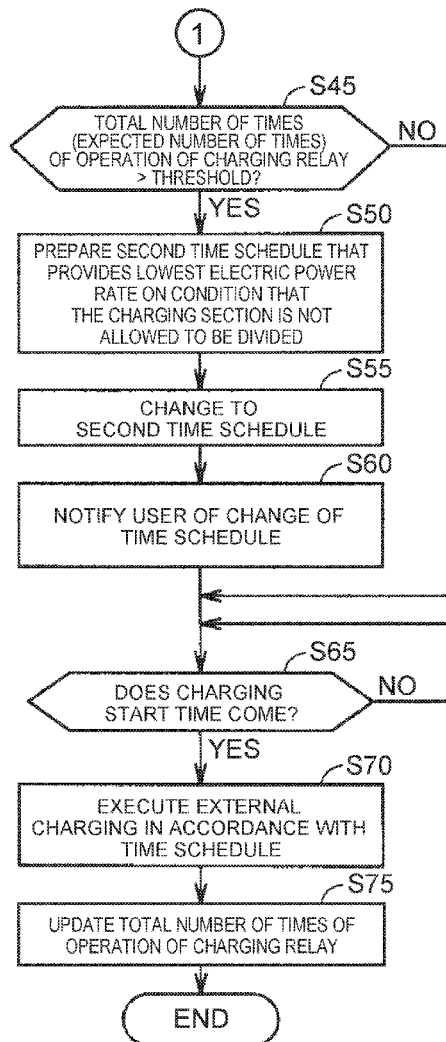 1
S45
TOTAL NUMBER OF TIMES
(EXPECTED NUMBER OF TIMES)
OF OPERATION OF CHARGING RELAY
> THRESHOLD?
NO
YES
S50
PREPARE SECOND TIME SCHEDULE THAT
PROVIDES LOWEST ELECTRIC POWER
RATE ON CONDITION THAT
THE CHARGING SECTION IS NOT
ALLOWED TO BE DIVIDED
S55
CHANGE TO
SECOND TIME SCHEDULE
S60
NOTIFY USER OF CHANGE OF
TIME SCHEDULE
S65
DOES CHARGING
START TIME COME?
NO
YES
S70
EXECUTE EXTERNAL
CHARGING IN ACCORDANCE WITH
TIME SCHEDULE
S75
UPDATE TOTAL NUMBER OF TIMES OF
OPERATION OF CHARGING RELAY
END